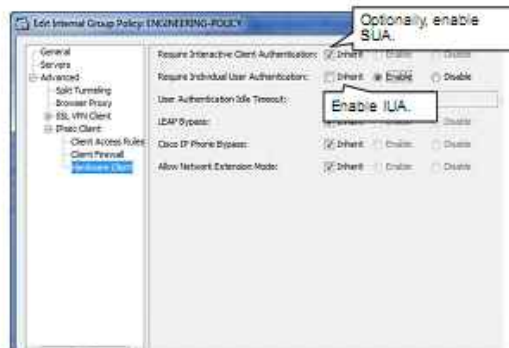 Edit Internal Group Policy: ENGINEERING-POLICY
Optionally, enable SUA.
General
Servers
Advanced
Split Tunneling
Browser Proxy
SSL VPN Client
IPsec Client
Client Access Rules
Client Firewall
Hardware Client
Require Interactive Client Authentication: Inherit Enable Disable
Require Individual User Authentication: Inherit Enable Disable
User Authentication Idle Timeout:
Enable IUA.
LEAP Bypass: Inherit Enable Disable
Cisco IP Phone Bypass: Inherit Enable Disable
Allow Network Extension Mode: Inherit Enable Disable